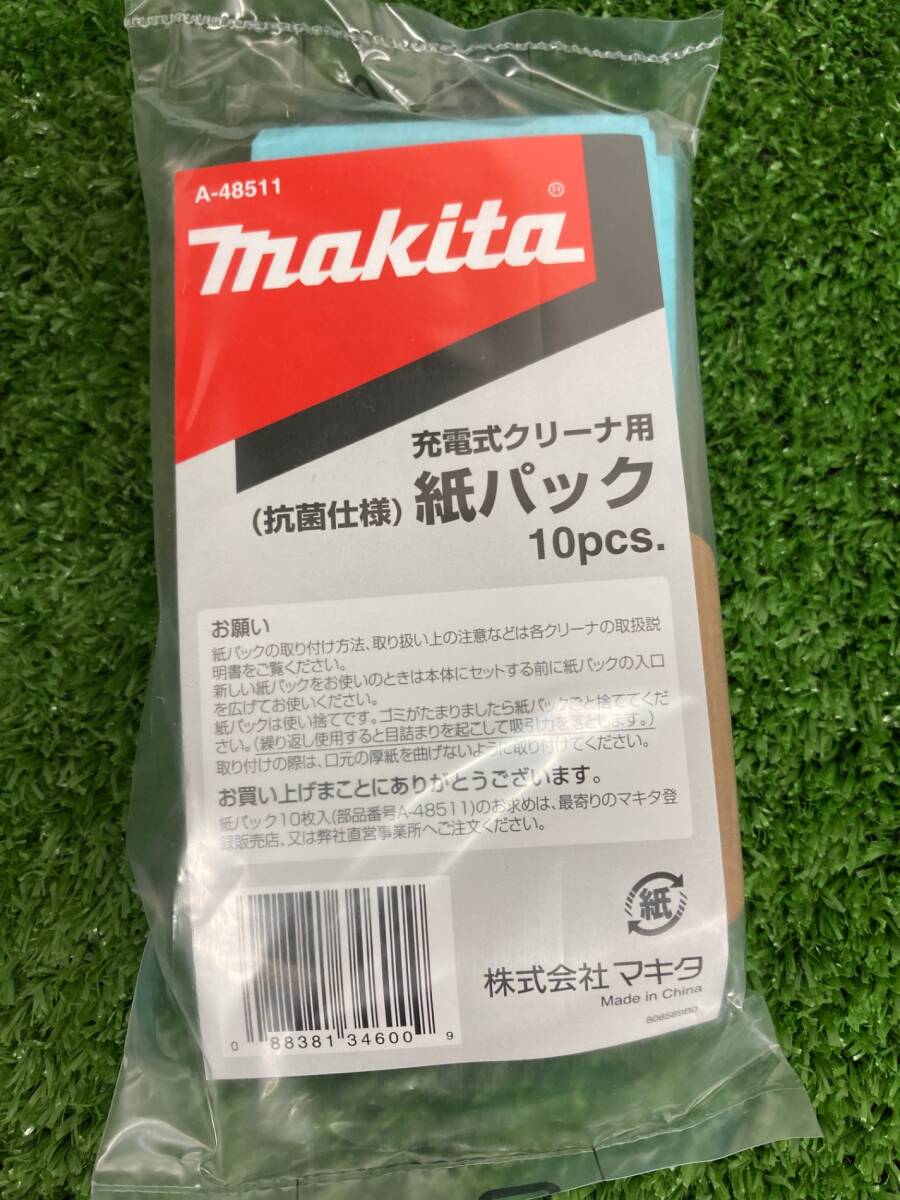 A-48511
makita®
充電式クリーナ用
(抗菌仕様) 紙パック
10pcs.
お願い
紙パックの取り付け方法、取り扱い上の注意などは各クリーナの取扱説
明書をご覧ください。
新しい紙パックをお使いのときは本体にセットする前に紙パックの入口
を広げてお使いください。
紙パックは使い捨てです。ゴミがたまりましたら紙パックごと捨ててくだ
さい。(繰り返し使用すると目詰まりを起こして吸引力を落とします。)
取り付けの際は、口元の厚紙を曲げないように取り付けてください。
お買い上げまことにありがとうございます。
紙パック10枚入(部品番号A-48511)のお求めは、最寄りのマキタ登
録販売店、又は弊社直営事業所へご注文ください。
紙
株式会社 マキタ
Made in China
0 88381 34600 9